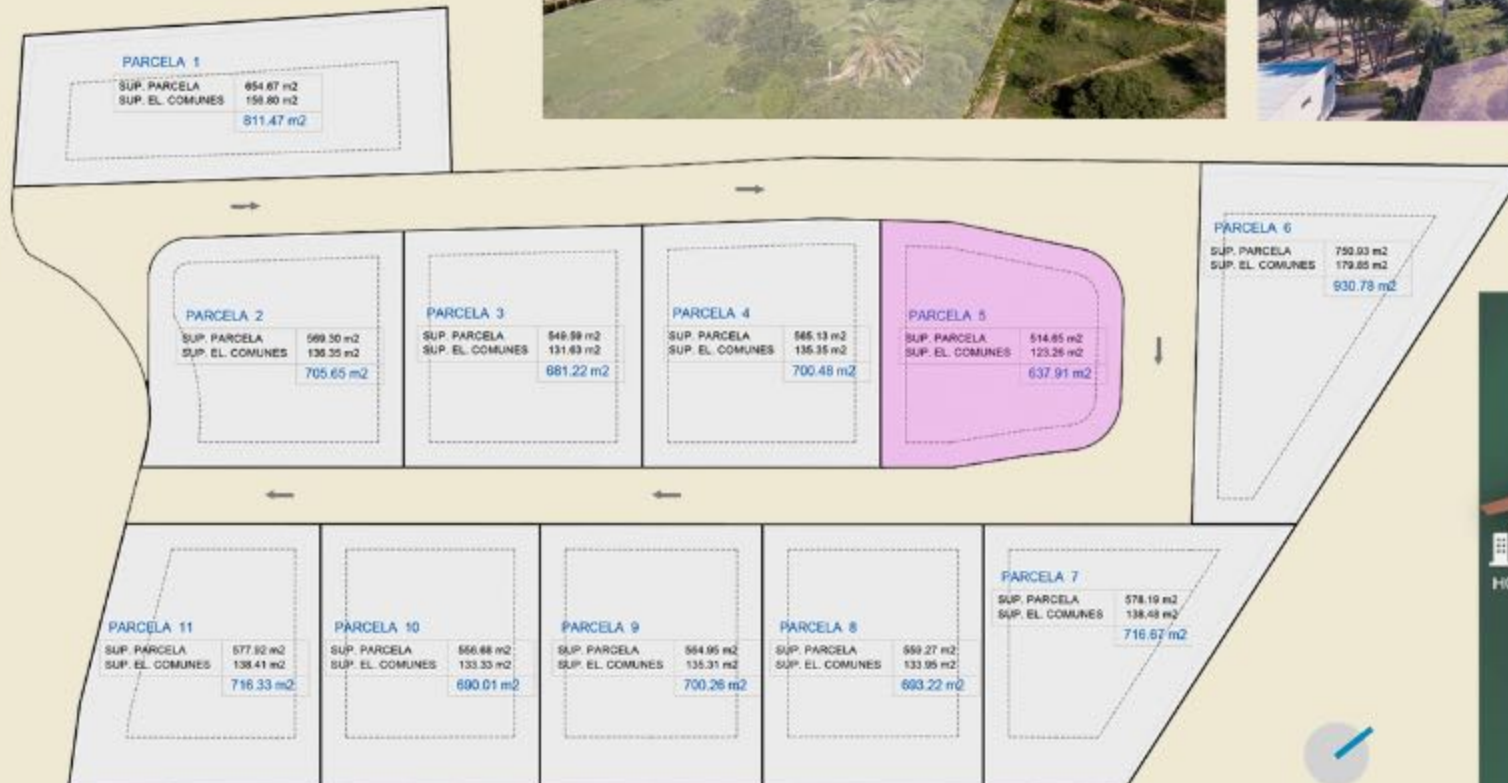 PARCELA 1
SUP. PARCELA 654.67 m2
SUP. EL. COMUNES 156.80 m2
811.47 m2
PARCELA 6
SUP. PARCELA 750.93 m2
SUP. EL. COMUNES 179.85 m2
930.78 m2
PARCELA 2
SUP. PARCELA 569.30 m2
SUP. EL. COMUNES 136.35 m2
705.65 m2
PARCELA 3
SUP. PARCELA 549.59 m2
SUP. EL. COMUNES 131.63 m2
681.22 m2
PARCELA 4
SUP. PARCELA 565.13 m2
SUP. EL. COMUNES 135.35 m2
700.48 m2
PARCELA 5
SUP. PARCELA 514.65 m2
SUP. EL. COMUNES 123.26 m2
637.91 m2
PARCELA 7
SUP. PARCELA 578.19 m2
SUP. EL. COMUNES 138.48 m2
716.67 m2
PARCELA 11
SUP. PARCELA 577.92 m2
SUP. EL. COMUNES 138.41 m2
716.33 m2
PARCELA 10
SUP. PARCELA 556.68 m2
SUP. EL. COMUNES 133.33 m2
690.01 m2
PARCELA 9
SUP. PARCELA 564.95 m2
SUP. EL. COMUNES 135.31 m2
700.26 m2
PARCELA 8
SUP. PARCELA 559.27 m2
SUP. EL. COMUNES 133.95 m2
693.22 m2